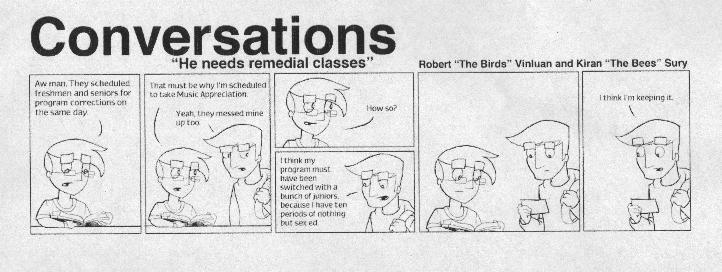 Conversations
"He needs remedial classes"
Robert "The Birds" Vinluan and Kiran "The Bees" Sury
Aw man. They scheduled
freshmen and seniors for
program corrections on
the same day.
That must be why I'm scheduled
to take Music Appreciation.
Yeah, they messed mine
up too.
How so?
I think my
program must
have been
switched with a
bunch of juniors,
because I have ten
periods of nothing
but sex ed.
I think I'm keeping it.